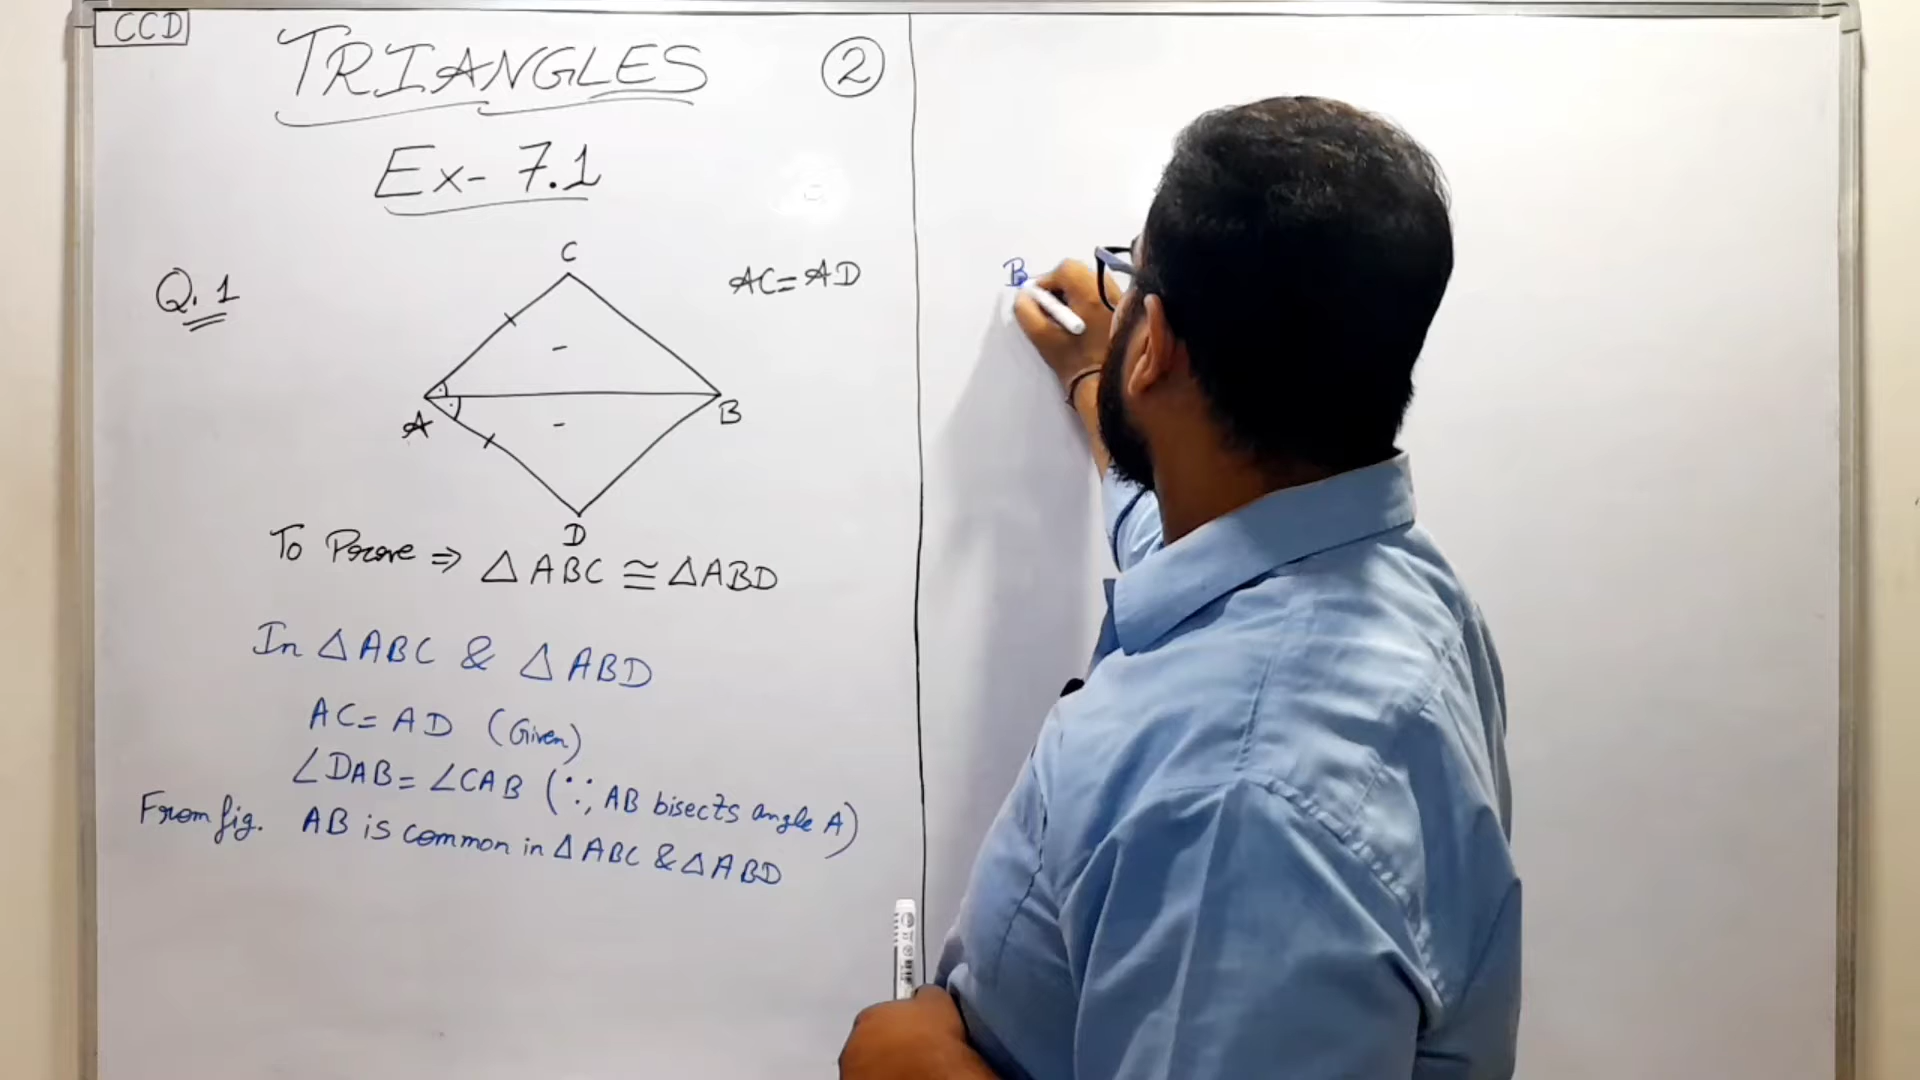 CCD
TRIANGLES
2
Ex- 7.1
Q. 1
C
AC=AD
A
B
D
To Prove ⇒ △ABC ≅ △ABD
In △ABC & △ABD
AC=AD (Given)
∠DAB=∠CAB (∵, AB bisects angle A)
From fig. AB is common in △ABC & △ABD
B